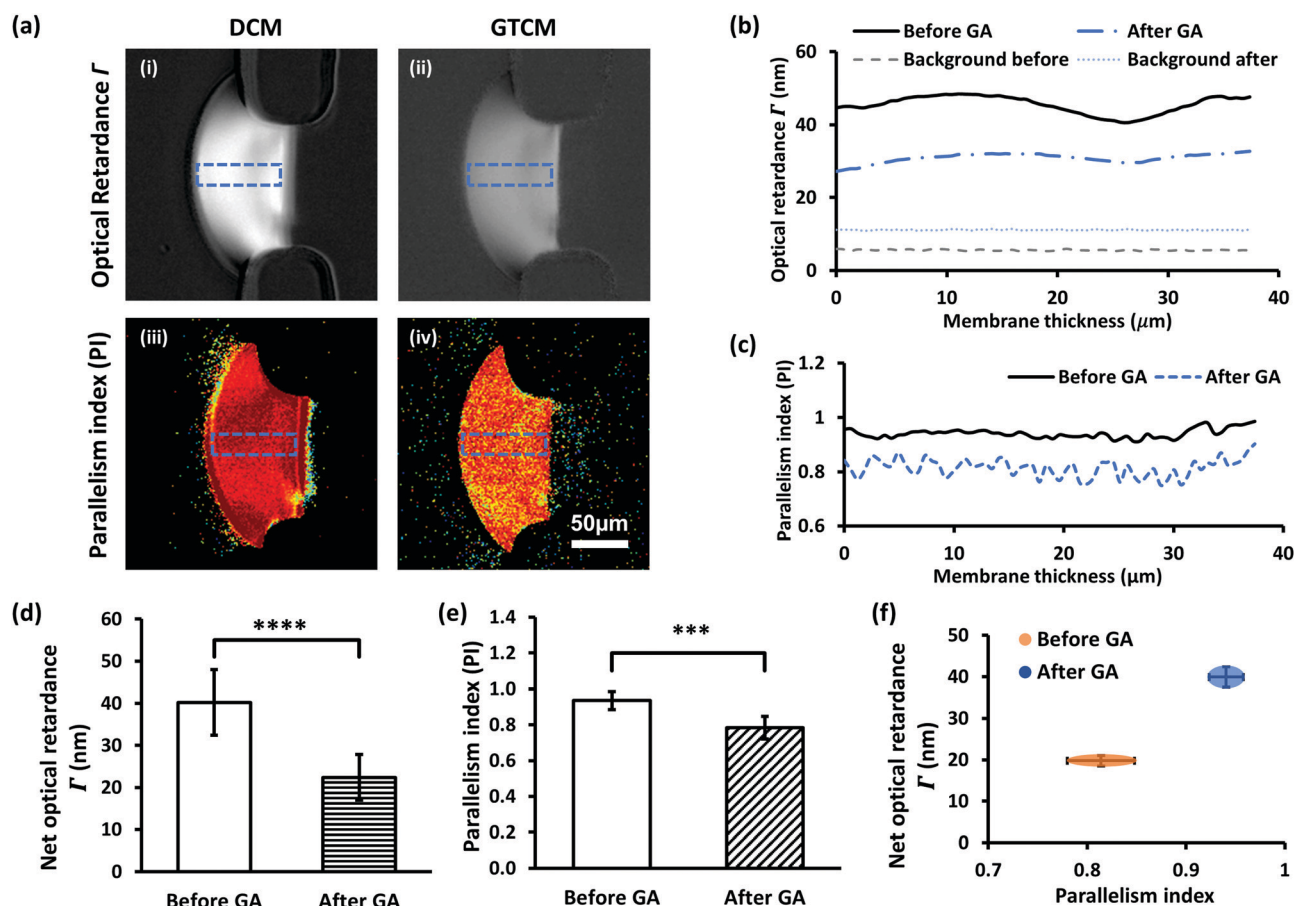 (a)
DCM
GTCM
Optical Retardance Γ
(i)
(ii)
Parallelism index (PI)
(iii)
(iv)
50μm
(b)
Before GA
After GA
Background before
Background after
Optical retardance Γ (nm)
60
40
20
0
0 10 20 30 40
Membrane thickness (μm)
(c)
Before GA
After GA
Parallelism index (PI)
1.2
1
0.8
0.6
0 10 20 30 40
Membrane thickness (μm)
(d)
Net optical retardance
Γ (nm)
60
50
40
30
20
10
0
****
Before GA
After GA
(e)
Parallelism index (PI)
1.4
1.2
1.0
0.8
0.6
0.4
0.2
0.0
***
Before GA
After GA
(f)
Before GA
After GA
Net optical retardance
Γ (nm)
50
40
30
20
10
0
0.7 0.8 0.9 1
Parallelism index